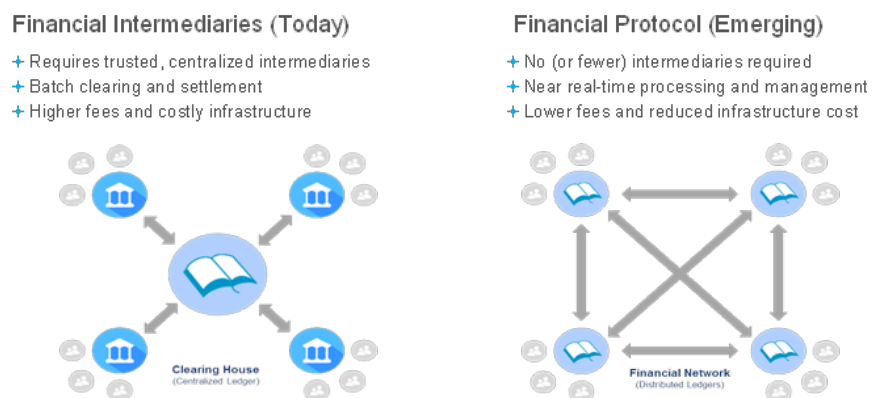 Financial Intermediaries (Today)
Requires trusted, centralized intermediaries
Batch clearing and settlement
Higher fees and costly infrastructure
Clearing House
(Centralized Ledger)
Financial Protocol (Emerging)
No (or fewer) intermediaries required
Near real-time processing and management
Lower fees and reduced infrastructure cost
Financial Network
(Distributed Ledgers)